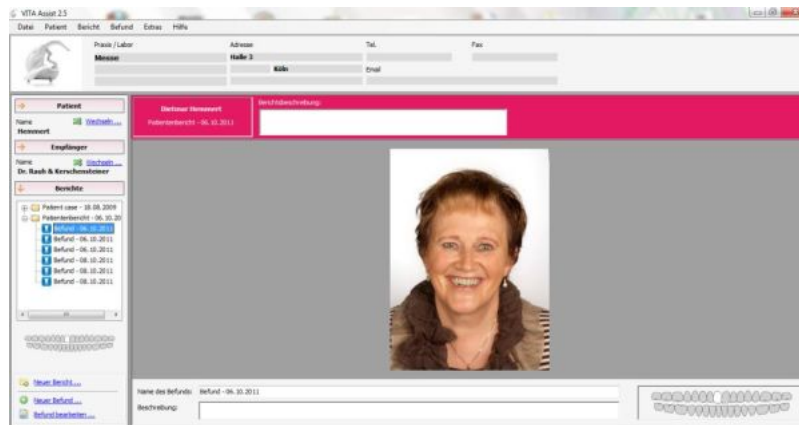 VITA Assist 2.5
Datei Patient Bericht Befund Extras Hilfe
Praxis / Labor Adresse Tel. Fax
Messe Halle 3
Köln Email
Patient
Name Wechseln ...
Hemmert
Empfänger
Name Wechseln ...
Dr. Raub & Kerschensteiner
Berichte
Patient case - 18.08.2009
Patientenbericht - 06.10.20
Befund - 06.10.2011
Befund - 06.10.2011
Befund - 06.10.2011
Befund - 08.10.2011
Befund - 08.10.2011
Befund - 08.10.2011
Neuer Bericht ...
Neuer Befund ...
Befund bearbeiten ...
Dietmar Hemmert
Patientenbericht - 06.10.2011
Berichtsbeschreibung:
Name des Befunds: Befund - 06.10.2011
Beschreibung: